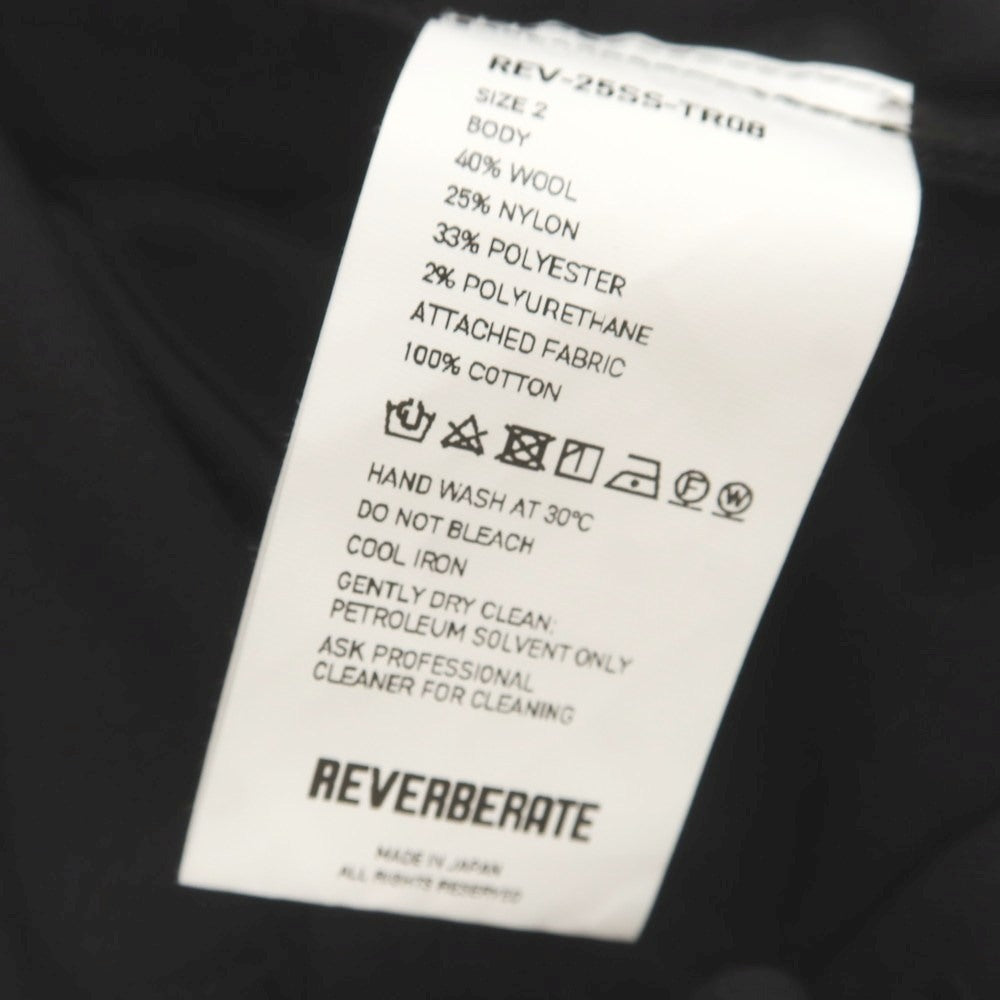 REV-25SS-TR08
SIZE 2
BODY
40% WOOL
25% NYLON
33% POLYESTER
2% POLYURETHANE
ATTACHED FABRIC
100% COTTON
F W
HAND WASH AT 30°C
DO NOT BLEACH
COOL IRON
GENTLY DRY CLEAN:
PETROLEUM SOLVENT ONLY
ASK PROFESSIONAL
CLEANER FOR CLEANING
REVERBERATE
MADE IN JAPAN
ALL RIGHTS RESERVED